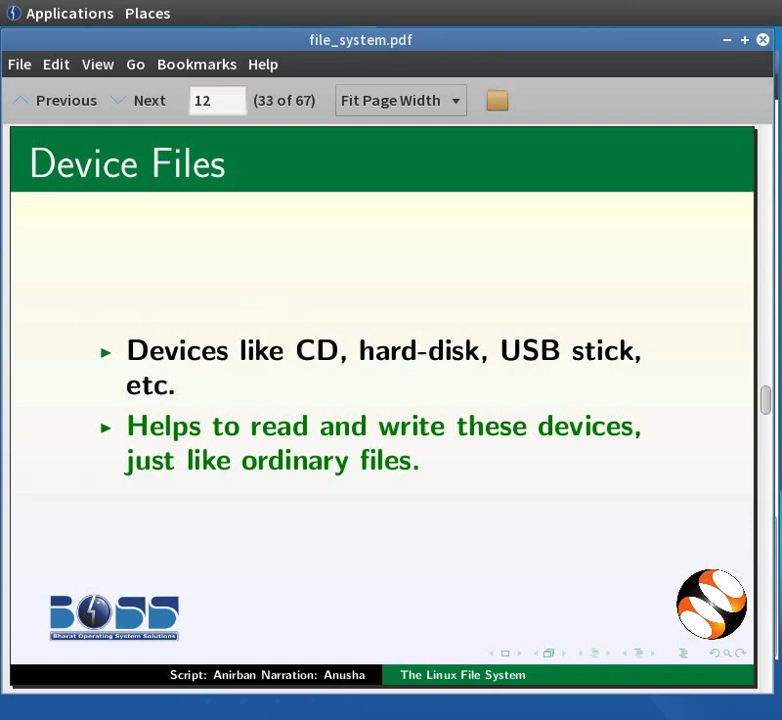 Applications Places
file_system.pdf
File Edit View Go Bookmarks Help
Previous Next 12 (33 of 67) Fit Page Width
Device Files
Devices like CD, hard-disk, USB stick,
etc.
Helps to read and write these devices,
just like ordinary files.
BOSS
Bharat Operating System Solutions
Script: Anirban Narration: Anusha The Linux File System